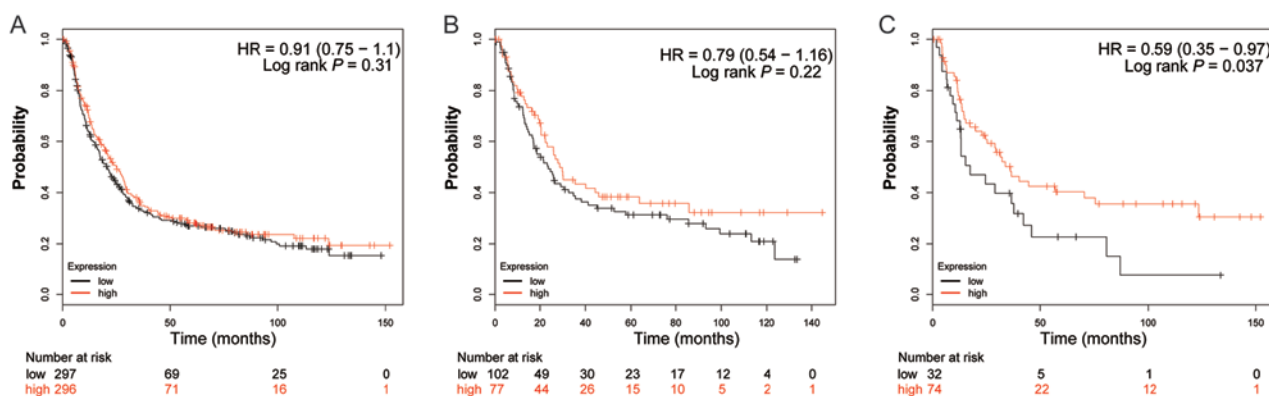 A
HR = 0.91 (0.75 − 1.1)
Log rank P = 0.31
Probability
1.0
0.8
0.6
0.4
0.2
0.0
Expression
low
high
0 50 100 150
Time (months)
Number at risk
low 297 69 25 0
high 296 71 16 1
B
HR = 0.79 (0.54 − 1.16)
Log rank P = 0.22
Probability
1.0
0.8
0.6
0.4
0.2
0.0
Expression
low
high
0 20 40 60 80 100 120 140
Time (months)
Number at risk
low 102 49 30 23 17 12 4 0
high 77 44 26 15 10 5 2 1
C
HR = 0.59 (0.35 − 0.97)
Log rank P = 0.037
Probability
1.0
0.8
0.6
0.4
0.2
0.0
Expression
low
high
0 50 100 150
Time (months)
Number at risk
low 32 5 1 0
high 74 22 12 1